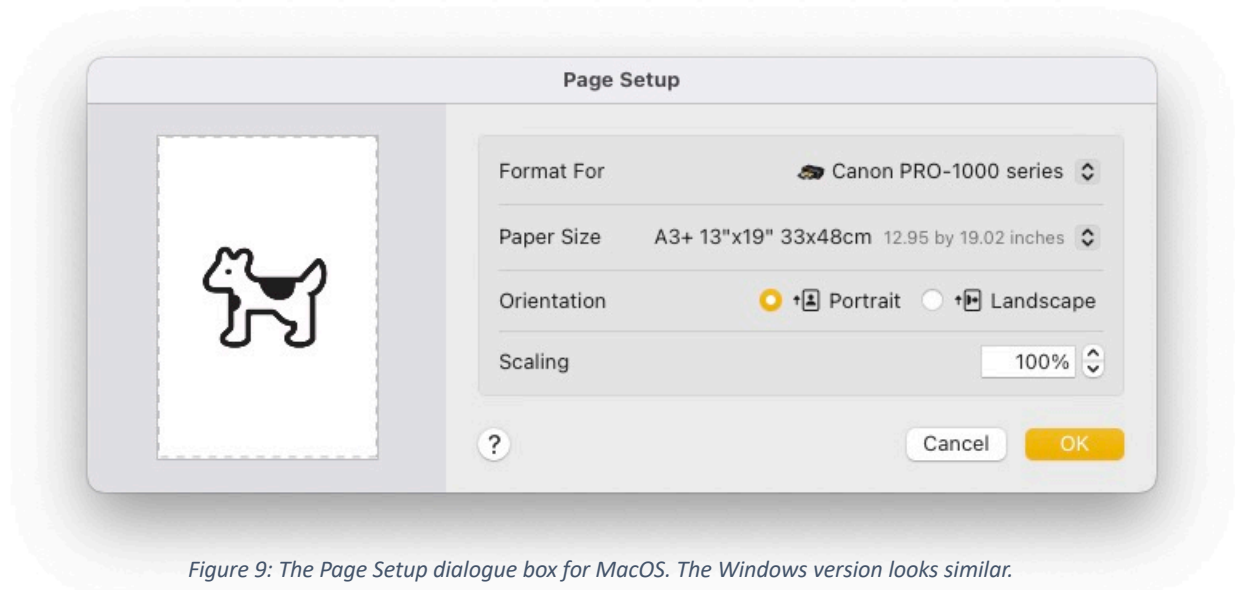 Page Setup
Format For Canon PRO-1000 series
Paper Size A3+ 13"x19" 33x48cm 12.95 by 19.02 inches
Orientation Portrait Landscape
Scaling 100%
? Cancel OK
Figure 9: The Page Setup dialogue box for MacOS. The Windows version looks similar.